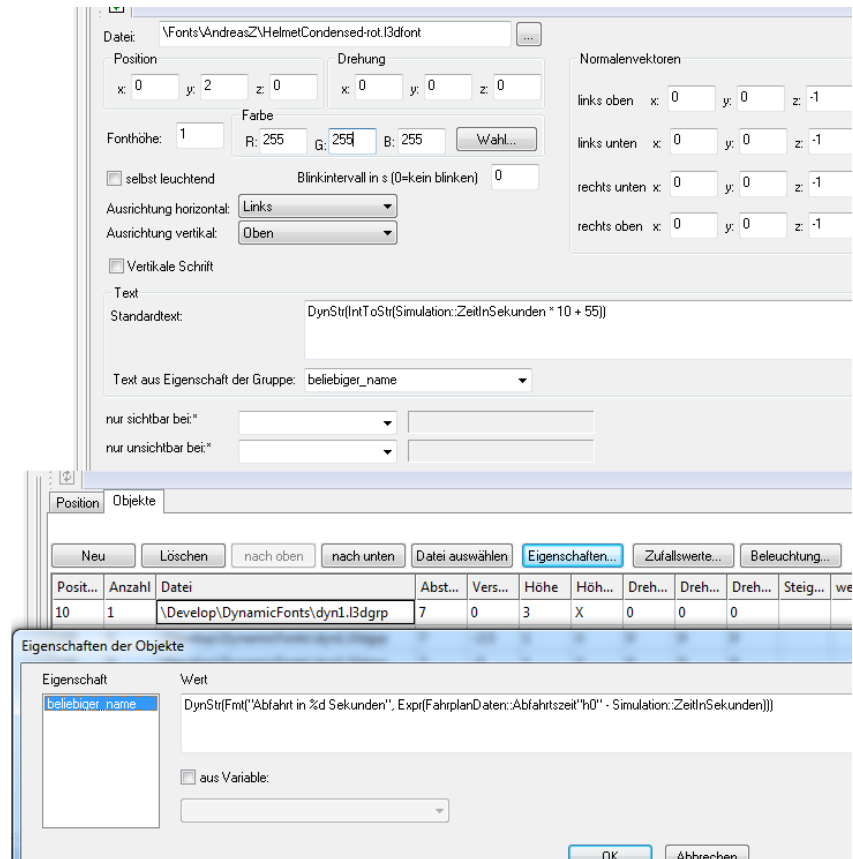 Datei: \Fonts\AndreasZ\HelmetCondensed-rot.l3dfont ...
Position Drehung Normalenvektoren
x: 0 y: 2 z: 0 x: 0 y: 0 z: 0
links oben x: 0 y: 0 z: -1
Farbe
Fonthöhe: 1 R: 255 G: 255 B: 255 Wahl...
links unten x: 0 y: 0 z: -1
selbst leuchtend Blinkintervall in s (0=kein blinken) 0
rechts unten x: 0 y: 0 z: -1
Ausrichtung horizontal: Links
rechts oben x: 0 y: 0 z: -1
Ausrichtung vertikal: Oben
Vertikale Schrift
Text
Standardtext: DynStr(IntToStr(Simulation::ZeitInSekunden * 10 + 55))
Text aus Eigenschaft der Gruppe: beliebiger_name
nur sichtbar bei:*
nur unsichtbar bei:*
Position Objekte
Neu Löschen nach oben nach unten Datei auswählen Eigenschaften... Zufallswerte... Beleuchtung...
Posit... Anzahl Datei Abst... Vers... Höhe Höh... Dreh... Dreh... Dreh... Steig... we
10 1 \Develop\DynamicFonts\dyn1.l3dgrp 7 0 3 X 0 0 0
Eigenschaften der Objekte
Eigenschaft Wert
beliebiger_name DynStr(Fmt("Abfahrt in %d Sekunden", Expr(FahrplanDaten::Abfahrtszeit"h0" - Simulation::ZeitInSekunden)))
aus Variable:
OK Abbrechen